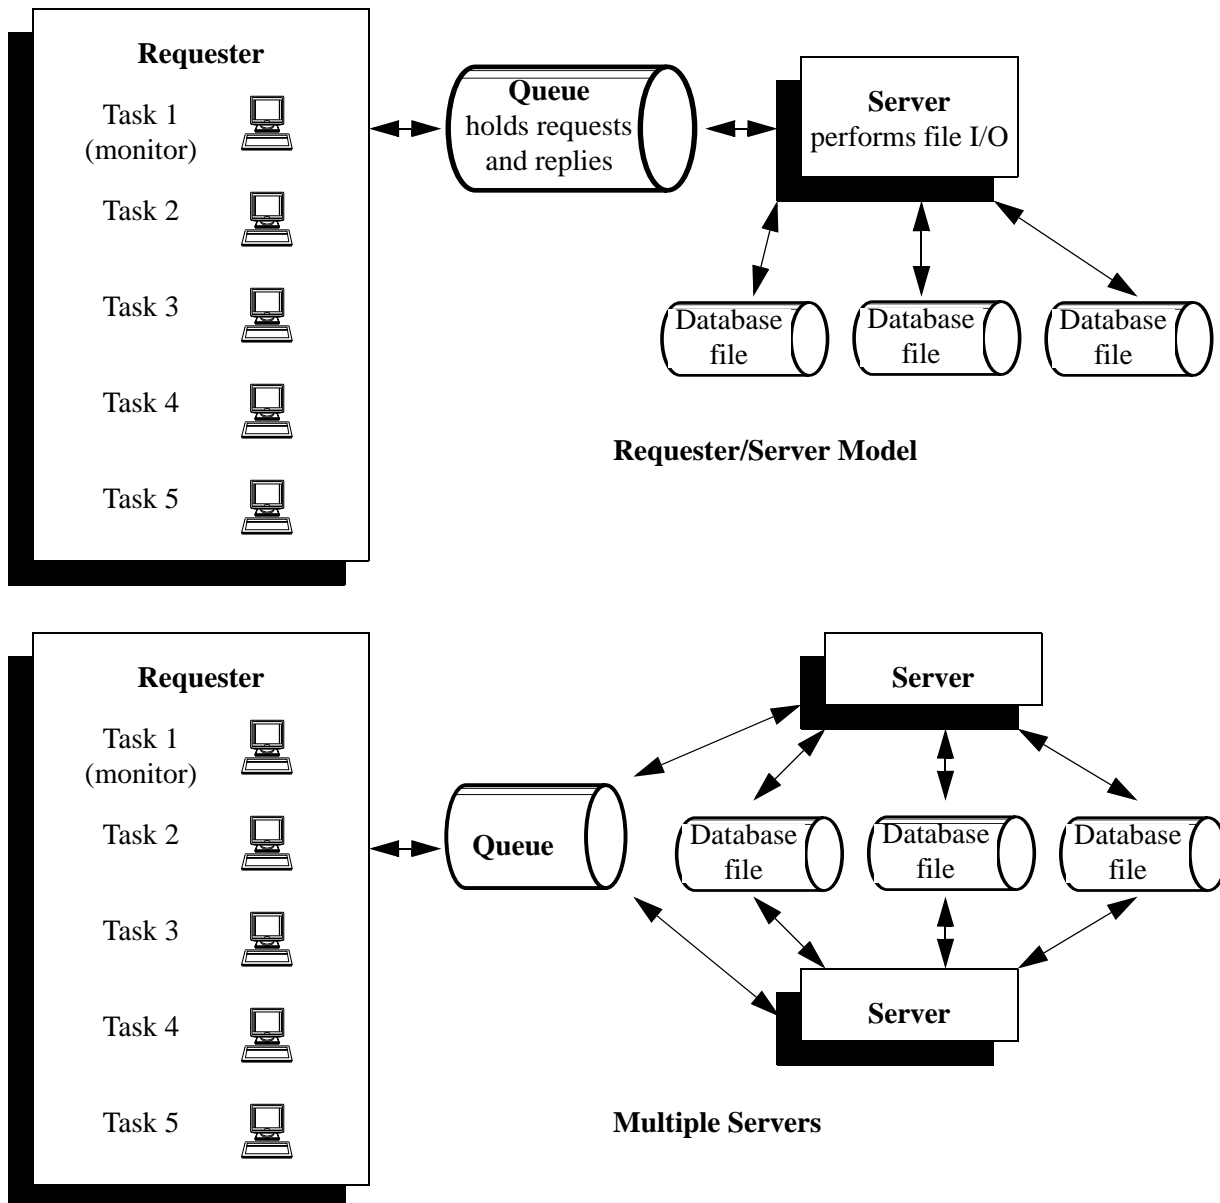 Requester
Task 1
(monitor)
Task 2
Task 3
Task 4
Task 5
Queue
holds requests
and replies
Server
performs file I/O
Database
file
Database
file
Database
file
Requester/Server Model
Requester
Task 1
(monitor)
Task 2
Task 3
Task 4
Task 5
Queue
Server
Database
file
Database
file
Database
file
Server
Multiple Servers